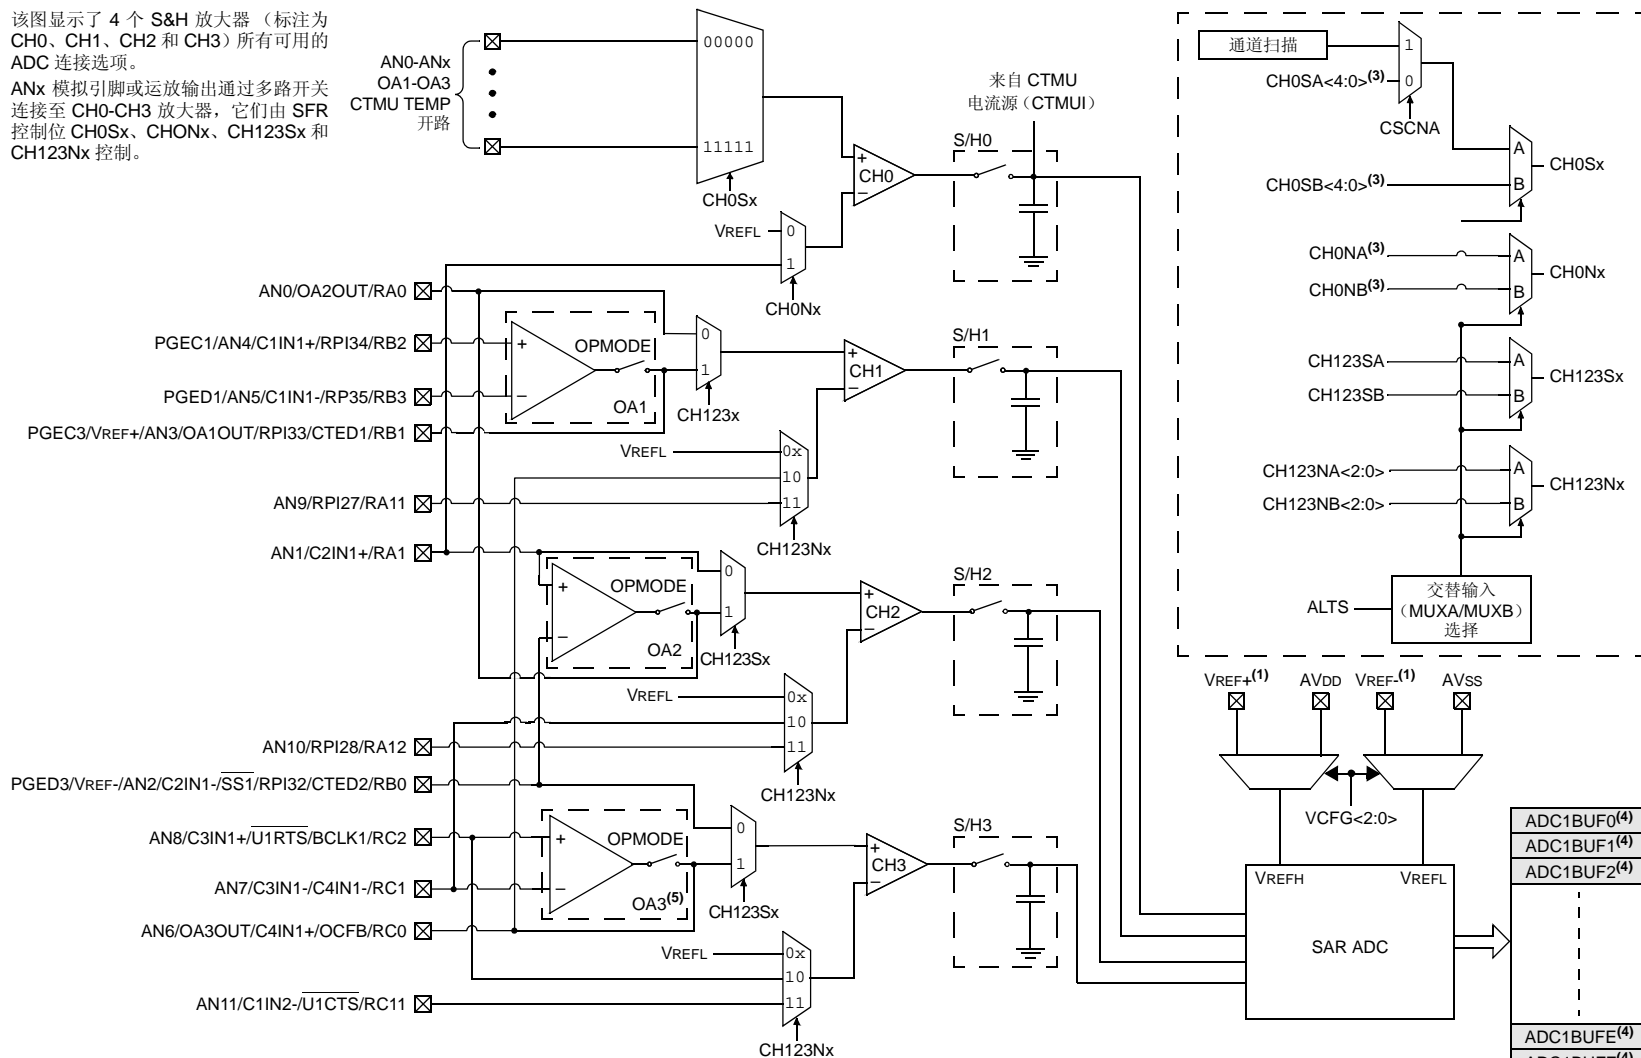 该图显示了 4 个 S&H 放大器（标注为
CH0、CH1、CH2 和 CH3）所有可用的
ADC 连接选项。
ANx 模拟引脚或运放输出通过多路开关
连接至 CH0-CH3 放大器，它们由 SFR
控制位 CH0Sx、CHONx、CH123Sx 和
CH123Nx 控制。
AN0-ANx
OA1-OA3
CTMU TEMP
开路
00000
11111
CH0Sx
+
CH0
−
VREFL
0
1
CH0Nx
来自 CTMU
电流源（CTMUI）
S/H0
AN0/OA2OUT/RA0
PGEC1/AN4/C1IN1+/RPI34/RB2
PGED1/AN5/C1IN1-/RP35/RB3
PGEC3/VREF+/AN3/OA1OUT/RPI33/CTED1/RB1
+
−
OPMODE
OA1
0
1
CH123x
+
CH1
−
S/H1
VREFL
0x
10
11
CH123Nx
AN9/RPI27/RA11
AN1/C2IN1+/RA1
+
−
OPMODE
OA2
0
1
CH123Sx
+
CH2
−
S/H2
VREFL
0x
10
11
CH123Nx
AN10/RPI28/RA12
PGED3/VREF-/AN2/C2IN1-/SS1/RPI32/CTED2/RB0
AN8/C3IN1+/U1RTS/BCLK1/RC2
AN7/C3IN1-/C4IN1-/RC1
AN6/OA3OUT/C4IN1+/OCFB/RC0
+
−
OPMODE
OA3(5)
0
1
CH123Sx
+
CH3
−
S/H3
VREFL
0x
10
11
CH123Nx
AN11/C1IN2-/U1CTS/RC11
通道扫描
1
CH0SA<4:0>(3)
0
CSCNA
A
CH0SB<4:0>(3)
B
CH0Sx
CH0NA(3)
A
CH0NB(3)
B
CH0Nx
CH123SA
A
CH123SB
B
CH123Sx
CH123NA<2:0>
A
CH123NB<2:0>
B
CH123Nx
ALTS
交替输入
（MUXA/MUXB）
选择
VREF+(1)
AVDD
VREF-(1)
AVSS
VCFG<2:0>
VREFH
VREFL
SAR ADC
ADC1BUF0(4)
ADC1BUF1(4)
ADC1BUF2(4)
ADC1BUFE(4)